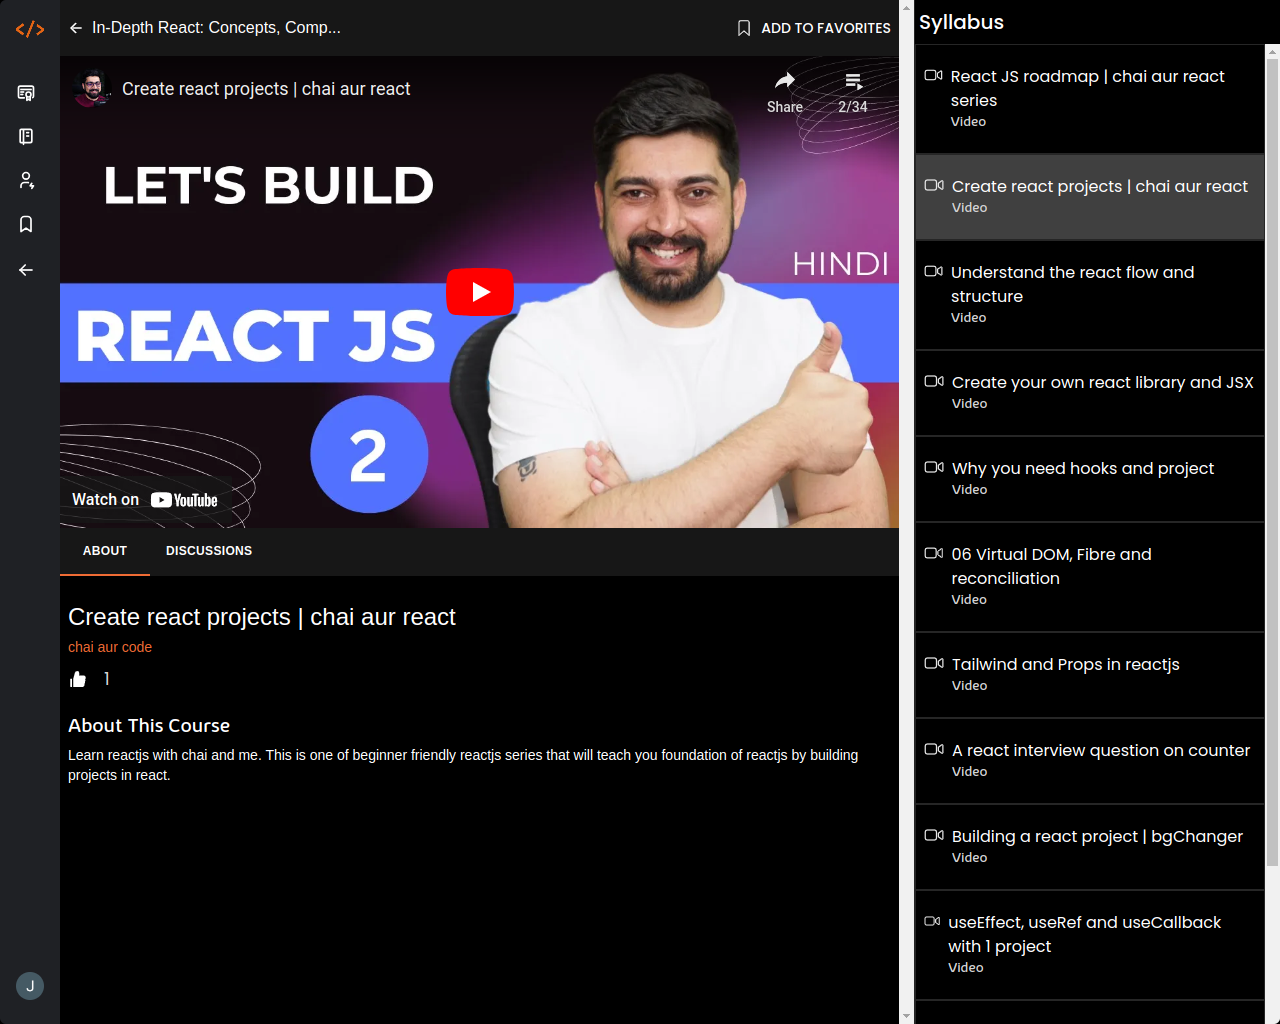 </>
In-Depth React: Concepts, Comp...
ADD TO FAVORITES
Create react projects | chai aur react
Share
2/34
LET'S BUILD
HINDI
REACT JS
2
Watch on YouTube
ABOUT
DISCUSSIONS
Create react projects | chai aur react
chai aur code
1
About This Course
Learn reactjs with chai and me. This is one of beginner friendly reactjs series that will teach you foundation of reactjs by building
projects in react.
J
Syllabus
React JS roadmap | chai aur react
series
Video
Create react projects | chai aur react
Video
Understand the react flow and
structure
Video
Create your own react library and JSX
Video
Why you need hooks and project
Video
06 Virtual DOM, Fibre and
reconciliation
Video
Tailwind and Props in reactjs
Video
A react interview question on counter
Video
Building a react project | bgChanger
Video
useEffect, useRef and useCallback
with 1 project
Video